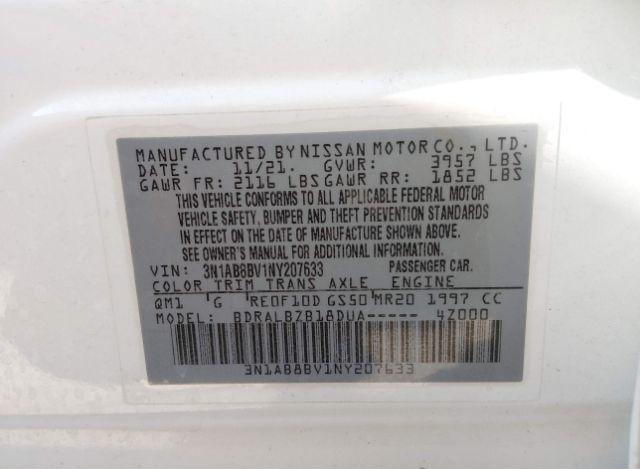 MANUFACTURED BY NISSAN MOTOR CO., LTD.
DATE: 11/21. GVWR: 3957 LBS
GAWR FR: 2116 LBS GAWR RR: 1852 LBS
THIS VEHICLE CONFORMS TO ALL APPLICABLE FEDERAL MOTOR
VEHICLE SAFETY, BUMPER AND THEFT PREVENTION STANDARDS
IN EFFECT ON THE DATE OF MANUFACTURE SHOWN ABOVE.
SEE OWNER'S MANUAL FOR ADDITIONAL INFORMATION.
VIN: 3N1AB8BV1NY207633 PASSENGER CAR.
COLOR TRIM TRANS AXLE ENGINE
QM1 G RE0F10D GS50 MR20 1997 CC
MODEL: BDRALBZB18DUA----- 4Z000
3N1AB8BV1NY207633